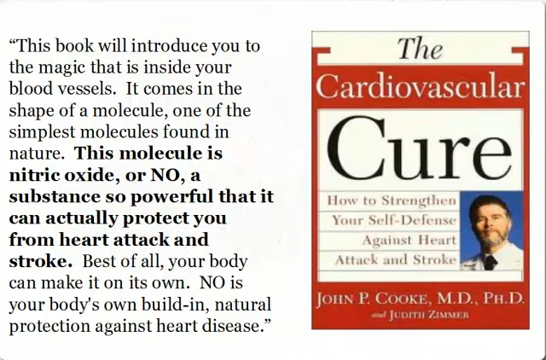 “This book will introduce you to
the magic that is inside your
blood vessels.  It comes in the
shape of a molecule, one of the
simplest molecules found in
nature.  This molecule is
nitric oxide, or NO, a
substance so powerful that it
can actually protect you
from heart attack and
stroke.  Best of all, your body
can make it on its own.  NO is
your body's own build-in, natural
protection against heart disease.”
The
Cardiovascular
Cure
How to Strengthen
Your Self-Defense
Against Heart
Attack and Stroke
JOHN P. COOKE, M.D., PH.D.
and JUDITH ZIMMER